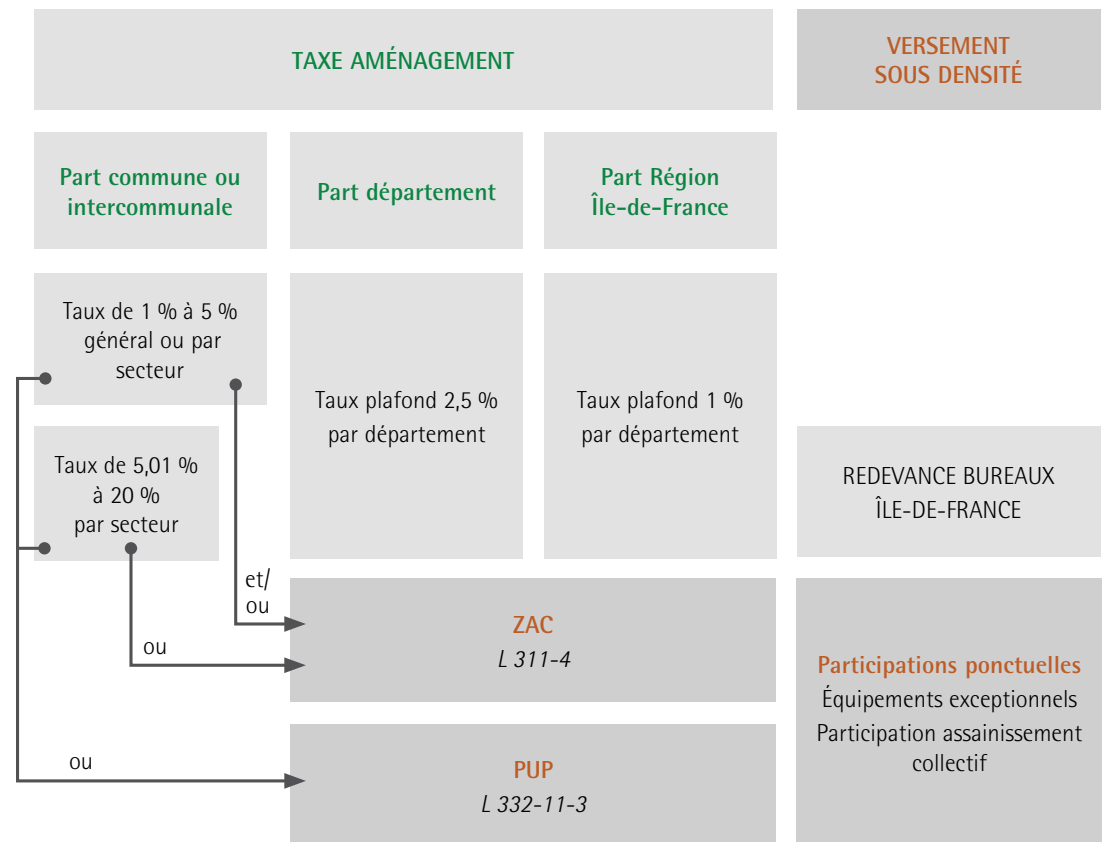 TAXE AMÉNAGEMENT
VERSEMENT
SOUS DENSITÉ
Part commune ou
intercommunale
Part département
Part Région
Île-de-France
Taux de 1 % à 5 %
général ou par
secteur
Taux plafond 2,5 %
par département
Taux plafond 1 %
par département
Taux de 5,01 %
à 20 %
par secteur
REDEVANCE BUREAUX
ÎLE-DE-FRANCE
et/
ou
ou
ZAC
L 311-4
Participations ponctuelles
Équipements exceptionnels
Participation assainissement
collectif
ou
PUP
L 332-11-3